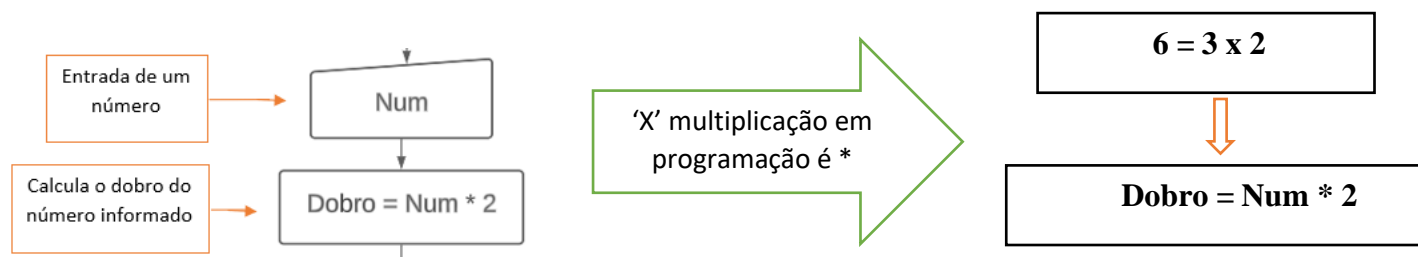 Entrada de um
número
Num
Calcula o dobro do
número informado
Dobro = Num * 2
‘X’ multiplicação em
programação é *
6 = 3 x 2
Dobro = Num * 2